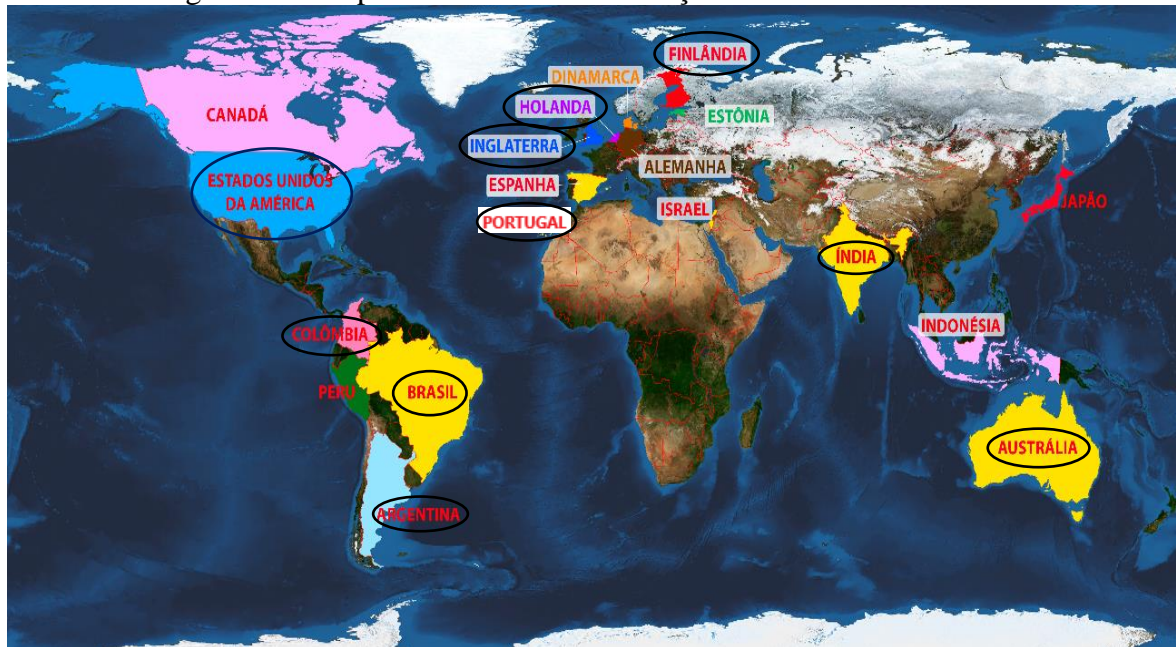 FINLÂNDIA
DINAMARCA
HOLANDA
CANADÁ
ESTÔNIA
INGLATERRA
ALEMANHA
ESTADOS UNIDOS
DA AMÉRICA
ESPANHA
ISRAEL
JAPÃO
PORTUGAL
ÍNDIA
INDONÉSIA
COLÔMBIA
PERU
BRASIL
AUSTRÁLIA
ARGENTINA